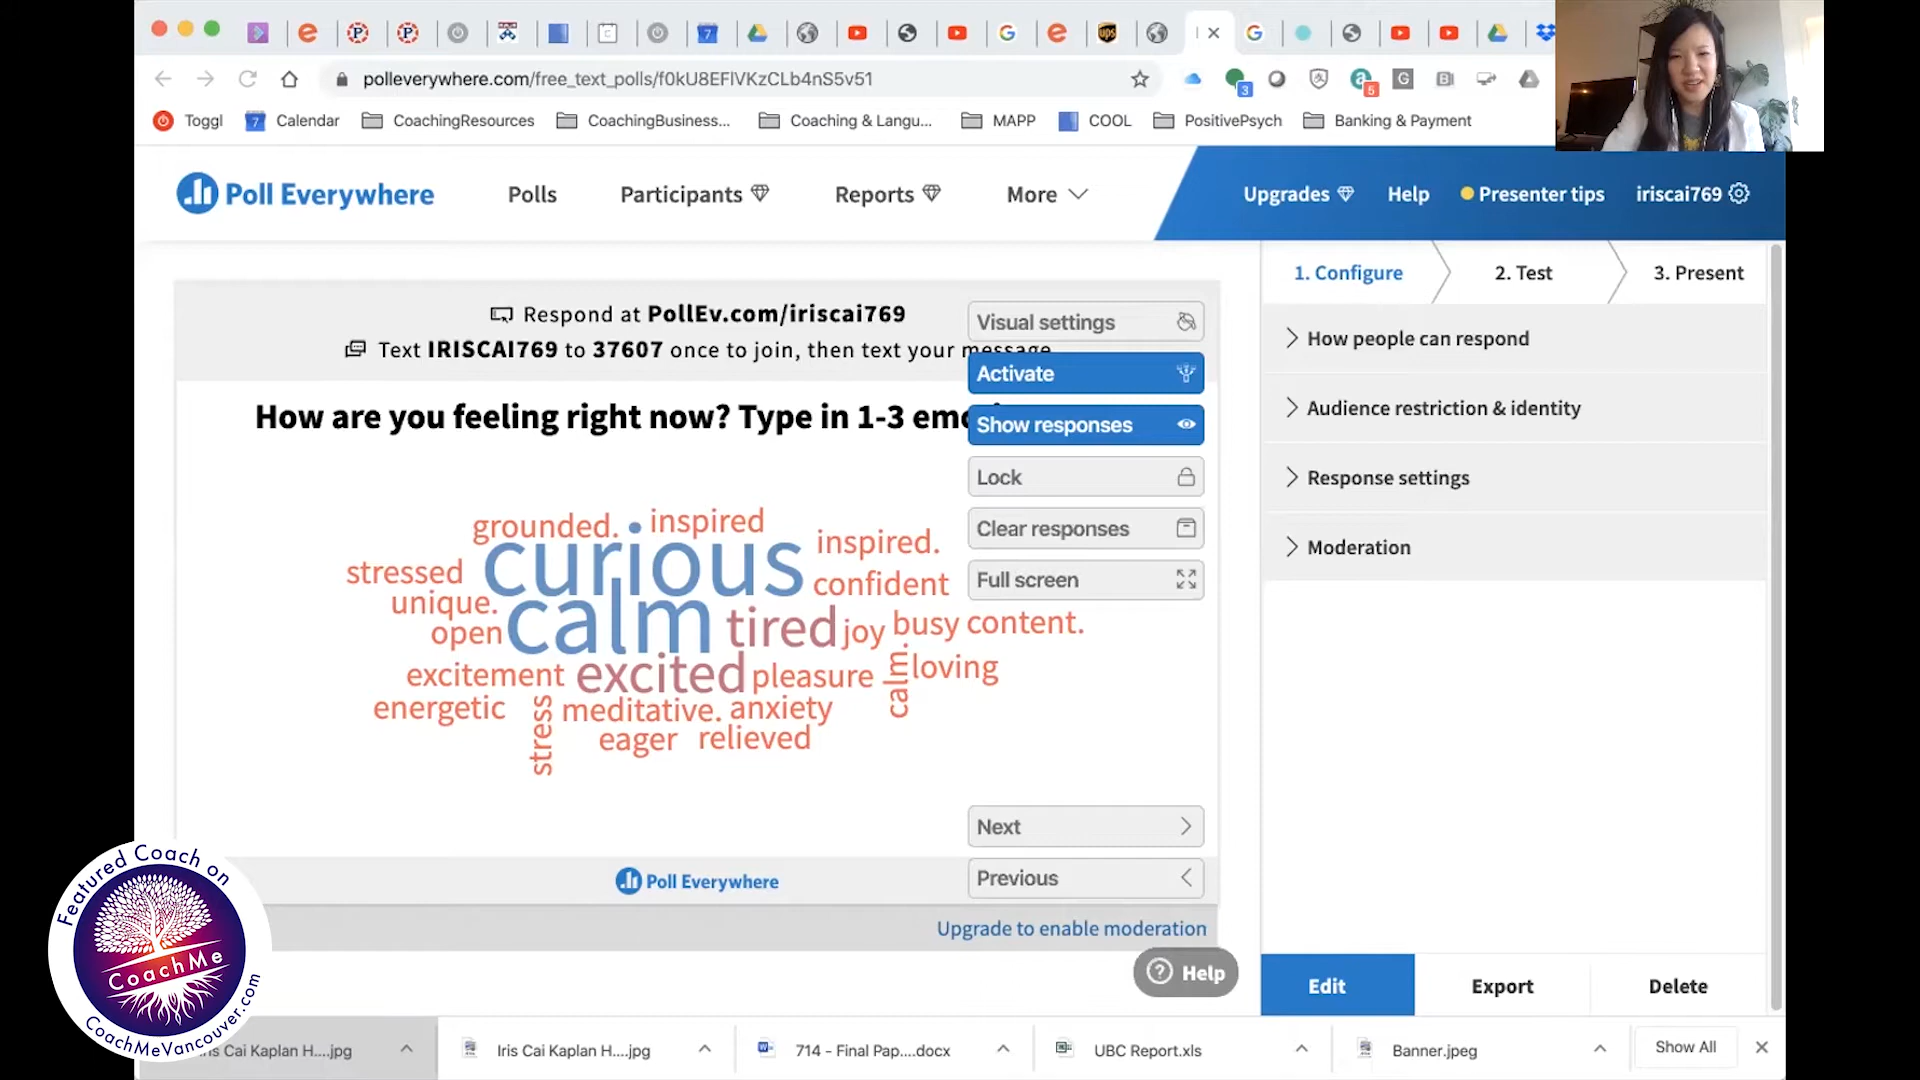 polleverywhere.com/free_text_polls/f0kU8EFlVKzCLb4nS5v51
Toggl
Calendar
CoachingResources
CoachingBusiness...
Coaching & Langu...
MAPP
COOL
PositivePsych
Banking & Payment
Poll Everywhere
Polls
Participants
Reports
More
Upgrades
Help
Presenter tips
iriscai769
1. Configure
2. Test
3. Present
Respond at PollEv.com/iriscai769
Text IRISCAI769 to 37607 once to join, then text your message
How are you feeling right now? Type in 1-3
Visual settings
Activate
Show responses
Lock
Clear responses
Full screen
How people can respond
Audience restriction & identity
Response settings
Moderation
grounded.
inspired
curious
inspired.
stressed
confident
unique.
calm
open
tired
joy
busy
content.
excitement
excited
pleasure
calm.
loving
energetic
stress
meditative.
anxiety
eager
relieved
Next
Previous
Poll Everywhere
Upgrade to enable moderation
Help
Edit
Export
Delete
Featured Coach on
CoachMe
CoachMeVancouver.com
Cai Kaplan H....jpg
Iris Cai Kaplan H....jpg
714 - Final Pap....docx
UBC Report.xls
Banner.jpeg
Show All